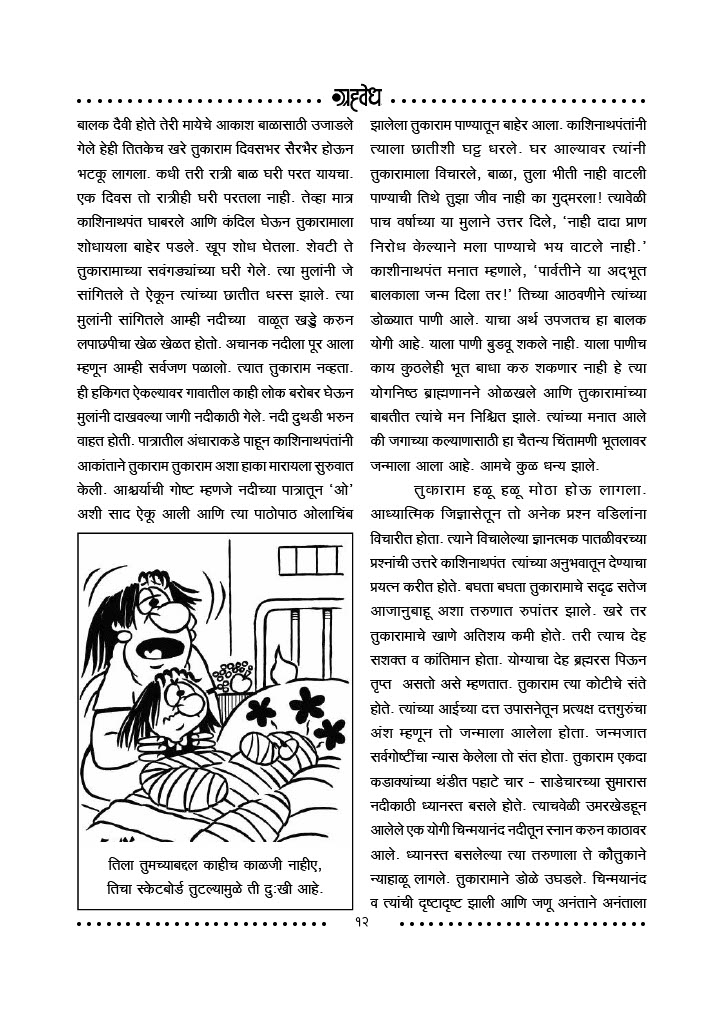 ग्रहवेध
बालक दैवी होते तेरी मायेचे आकाश बाळासाठी उजाडले
गेले हेही तितकेच खरे तुकाराम दिवसभर सैरभैर होऊन
भटकू लागला. कधी तरी रात्री बाळ घरी परत यायचा.
एक दिवस तो रात्रीही घरी परतला नाही. तेव्हा मात्र
काशिनाथपंत घाबरले आणि कंदिल घेऊन तुकारामाला
शोधायला बाहेर पडले. खूप शोध घेतला. शेवटी ते
तुकारामाच्या सवंगड्यांच्या घरी गेले. त्या मुलांनी जे
सांगितले ते ऐकून त्यांच्या छातीत धस्स झाले. त्या
मुलांनी सांगितले आम्ही नदीच्या वाळूत खड्डे करुन
लपाछपीचा खेळ खेळत होतो. अचानक नदीला पूर आला
म्हणून आम्ही सर्वजण पळालो. त्यात तुकाराम नव्हता.
ही हकिगत ऐकल्यावर गावातील काही लोक बरोबर घेऊन
मुलांनी दाखवल्या जागी नदीकाठी गेले. नदी दुथडी भरुन
वाहत होती. पात्रातील अंधाराकडे पाहून काशिनाथपंतांनी
आकांताने तुकाराम तुकाराम अशा हाका मारायला सुरुवात
केली. आश्चर्याची गोष्ट म्हणजे नदीच्या पात्रातून ‘ओ’
अशी साद ऐकू आली आणि त्या पाठोपाठ ओलाचिंब
तिला तुमच्याबद्दल काहीच काळजी नाहीए,
तिचा स्केटबोर्ड तुटल्यामुळे ती दु:खी आहे.
झालेला तुकाराम पाण्यातून बाहेर आला. काशिनाथपंतांनी
त्याला छातीशी घट्ट धरले. घर आल्यावर त्यांनी
तुकारामाला विचारले, बाळा, तुला भीती नाही वाटली
पाण्याची तिथे तुझा जीव नाही का गुद्‌मरला! त्यावेळी
पाच वर्षाच्या या मुलाने उत्तर दिले, ‘नाही दादा प्राण
निरोध केल्याने मला पाण्याचे भय वाटले नाही.’
काशीनाथपंत मनात म्हणाले, ‘पार्वतीने या अद्‌भूत
बालकाला जन्म दिला तर!’ तिच्या आठवणीने त्यांच्या
डोळ्यात पाणी आले. याचा अर्थ उपजतच हा बालक
योगी आहे. याला पाणी बुडवू शकले नाही. याला पाणीच
काय कुठलेही भूत बाधा करु शकणार नाही हे त्या
योगनिष्ठ ब्राह्मणानने ओळखले आणि तुकारामांच्या
बाबतीत त्यांचे मन निश्चित झाले. त्यांच्या मनात आले
की जगाच्या कल्याणासाठी हा चैतन्य चिंतामणी भूतलावर
जन्माला आला आहे. आमचे कुळ धन्य झाले.
तुकाराम हळू हळू मोठा होऊ लागला.
आध्यात्मिक जिज्ञासेतून तो अनेक प्रश्न वडिलांना
विचारीत होता. त्याने विचालेल्या ज्ञानत्मक पातळीवरच्या
प्रश्नांची उत्तरे काशिनाथपंत त्यांच्या अनुभवातून देण्याचा
प्रयत्न करीत होते. बघता बघता तुकारामाचे सदृढ सतेज
आजानुबाहू अशा तरुणात रुपांतर झाले. खरे तर
तुकारामाचे खाणे अतिशय कमी होते. तरी त्याच देह
सशक्त व कांतिमान होता. योग्याचा देह ब्रह्मरस पिऊन
तृप्त असतो असे म्हणतात. तुकाराम त्या कोटीचे संते
होते. त्यांच्या आईच्या दत्त उपासनेतून प्रत्यक्ष दत्तगुरुंचा
अंश म्हणून तो जन्माला आलेला होता. जन्मजात
सर्वगोष्टींचा न्यास केलेला तो संत होता. तुकाराम एकदा
कडाक्यांच्या थंडीत पहाटे चार - साडेचारच्या सुमारास
नदीकाठी ध्यानस्त बसले होते. त्याचवेळी उमरखेडहून
आलेले एक योगी चिन्मयानंद नदीतून स्नान करुन काठावर
आले. ध्यानस्त बसलेल्या त्या तरुणाला ते कौतुकाने
न्याहाळू लागले. तुकारामाने डोळे उघडले. चिन्मयानंद
व त्यांची दृष्टादृष्ट झाली आणि जणू अनंताने अनंताला
१२